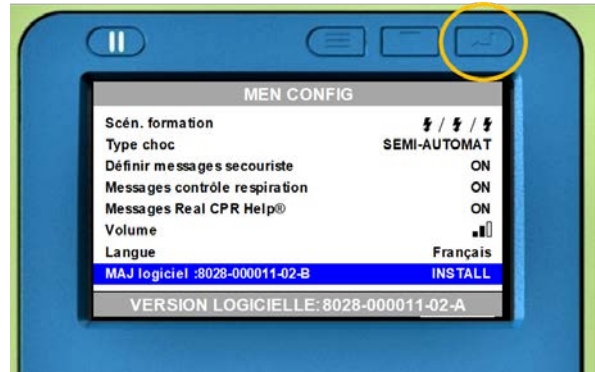 MEN CONFIG
Scén. formation / /
Type choc SEMI-AUTOMAT
Définir messages secouriste ON
Messages contrôle respiration ON
Messages Real CPR Help® ON
Volume
Langue Français
MAJ logiciel :8028-000011-02-B INSTALL
VERSION LOGICIELLE: 8028-000011-02-A